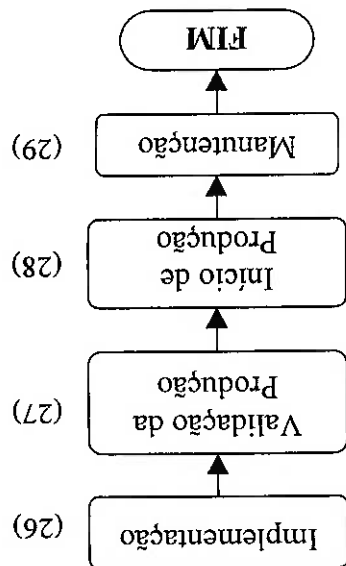 Implementação (26)
Validação da
Produção
(27)
Início de
Produção
(28)
Manutenção (29)
FIM